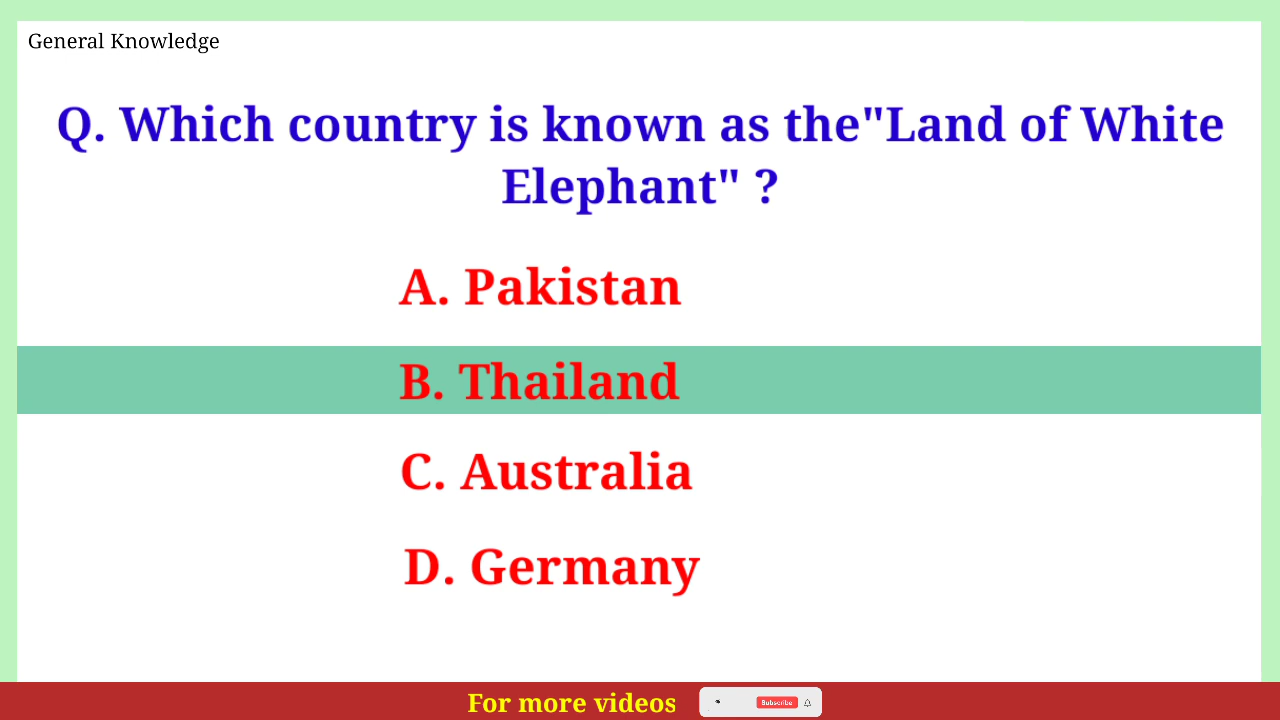 General Knowledge
Q. Which country is known as the"Land of White
Elephant" ?
A. Pakistan
B. Thailand
C. Australia
D. Germany
For more videos
Subscribe